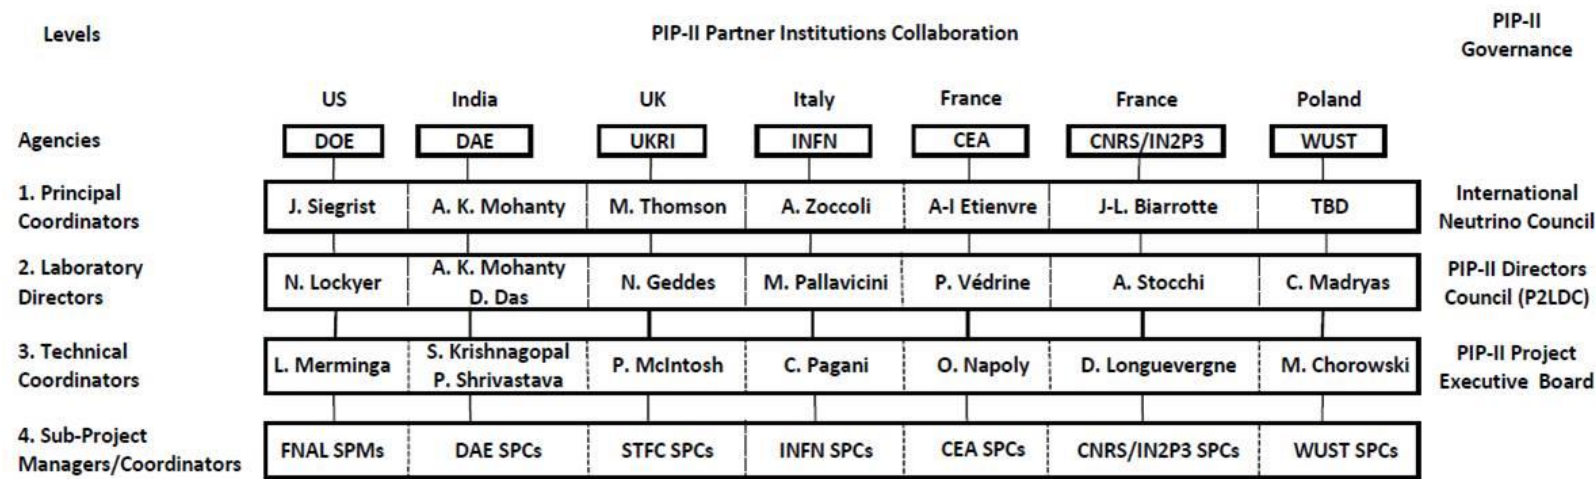 Levels PIP-II Partner Institutions Collaboration PIP-II
Governance
US India UK Italy France France Poland
Agencies DOE DAE UKRI INFN CEA CNRS/IN2P3 WUST
1. Principal
Coordinators
J. Siegrist A. K. Mohanty M. Thomson A. Zoccoli A-I Etienvre J-L. Biarrotte TBD
International
Neutrino Council
2. Laboratory
Directors
N. Lockyer
A. K. Mohanty
D. Das
N. Geddes M. Pallavicini P. Védrine A. Stocchi C. Madryas
PIP-II Directors
Council (P2LDC)
3. Technical
Coordinators
L. Merminga
S. Krishnagopal
P. Shrivastava
P. McIntosh C. Pagani O. Napoly D. Longuevergne M. Chorowski
PIP-II Project
Executive Board
4. Sub-Project
Managers/Coordinators
FNAL SPMs DAE SPCs STFC SPCs INFN SPCs CEA SPCs CNRS/IN2P3 SPCs WUST SPCs